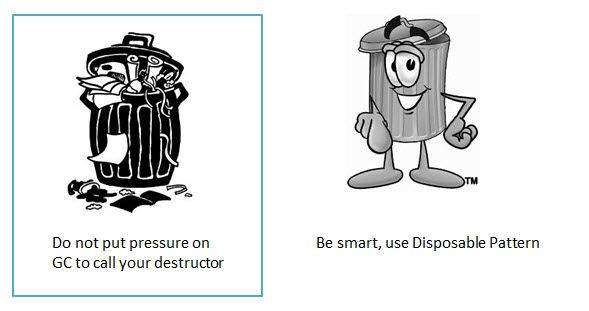 TM
Do not put pressure on
GC to call your destructor
Be smart, use Disposable Pattern